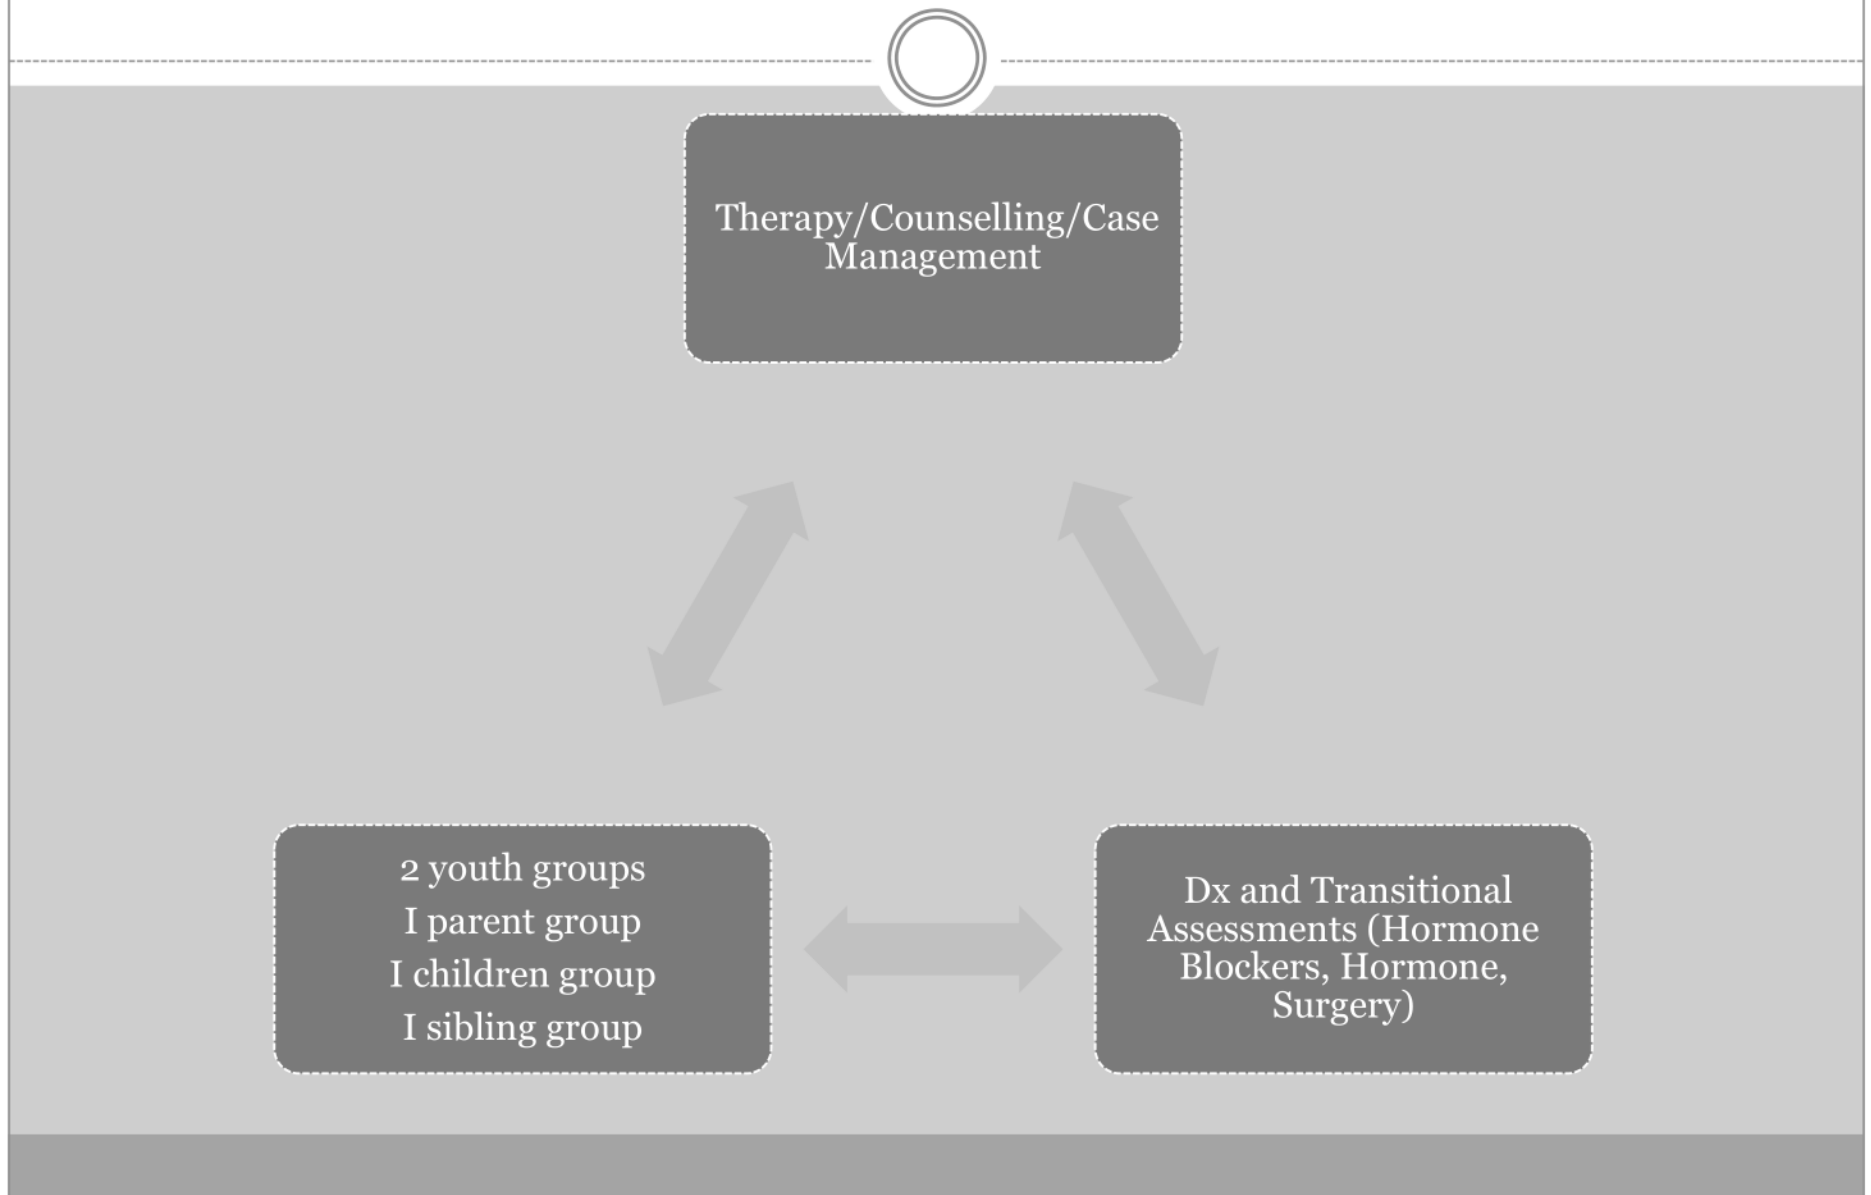 Therapy/Counselling/Case
Management
2 youth groups
I parent group
I children group
I sibling group
Dx and Transitional
Assessments (Hormone
Blockers, Hormone,
Surgery)